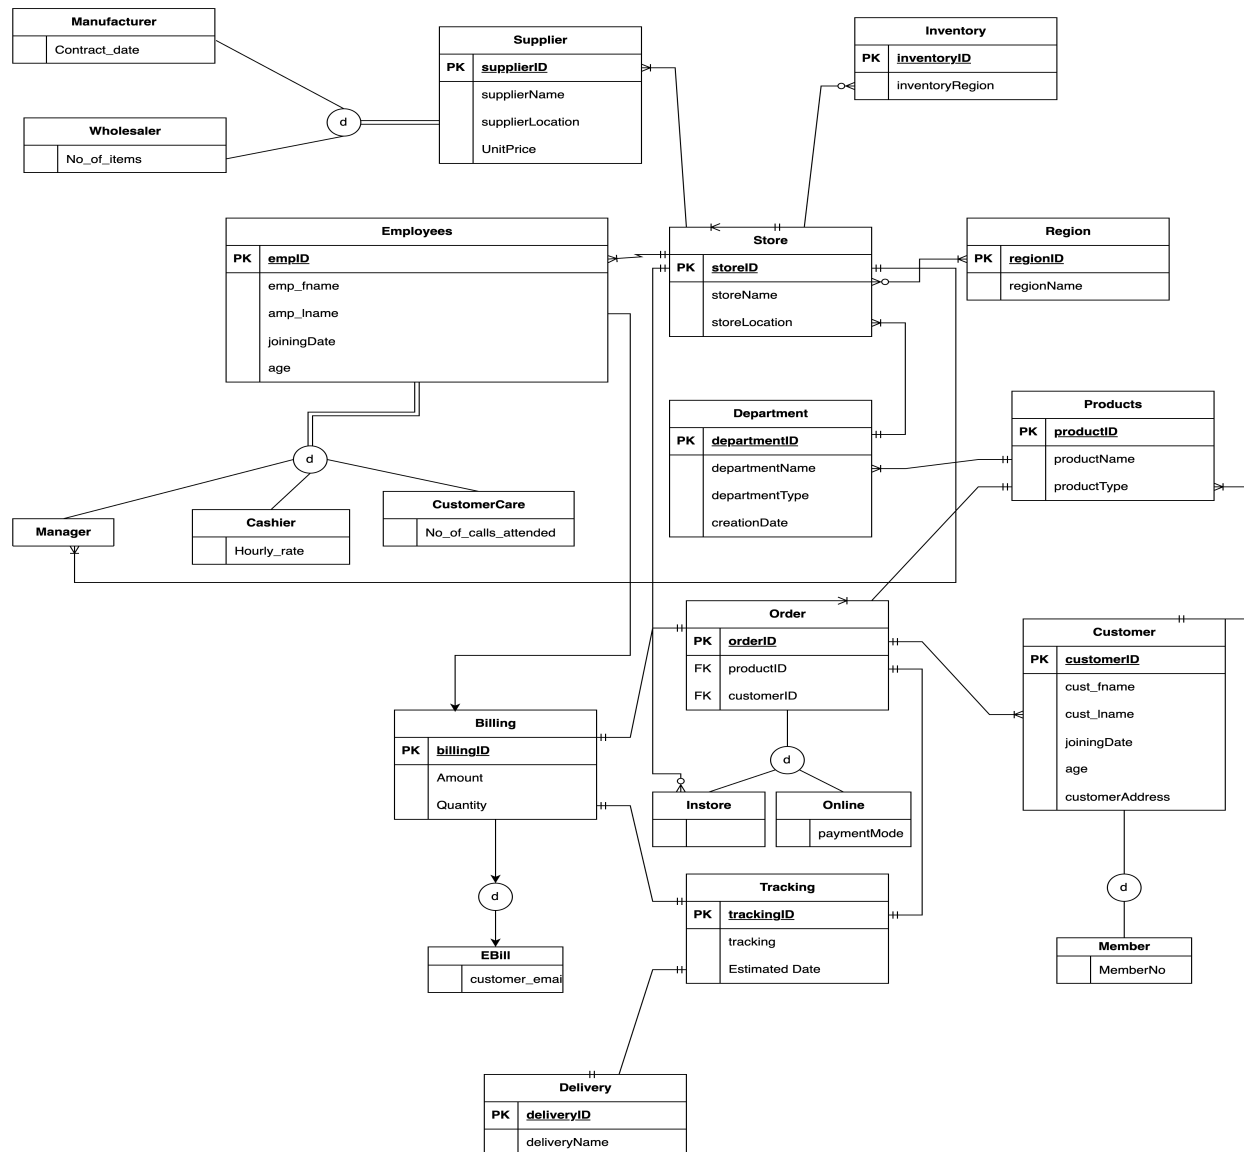 Manufacturer
Contract_date
Wholesaler
No_of_items
d
Supplier
PK supplierID
supplierName
supplierLocation
UnitPrice
Inventory
PK inventoryID
inventoryRegion
Employees
PK empID
emp_fname
amp_lname
joiningDate
age
Store
PK storeID
storeName
storeLocation
Region
PK regionID
regionName
Department
PK departmentID
departmentName
departmentType
creationDate
Products
PK productID
productName
productType
d
Manager
Cashier
Hourly_rate
CustomerCare
No_of_calls_attended
Order
PK orderID
FK productID
FK customerID
Customer
PK customerID
cust_fname
cust_lname
joiningDate
age
customerAddress
Billing
PK billingID
Amount
Quantity
d
Instore
Online
paymentMode
d
EBill
customer_emai
Tracking
PK trackingID
tracking
Estimated Date
d
Member
MemberNo
Delivery
PK deliveryID
deliveryName